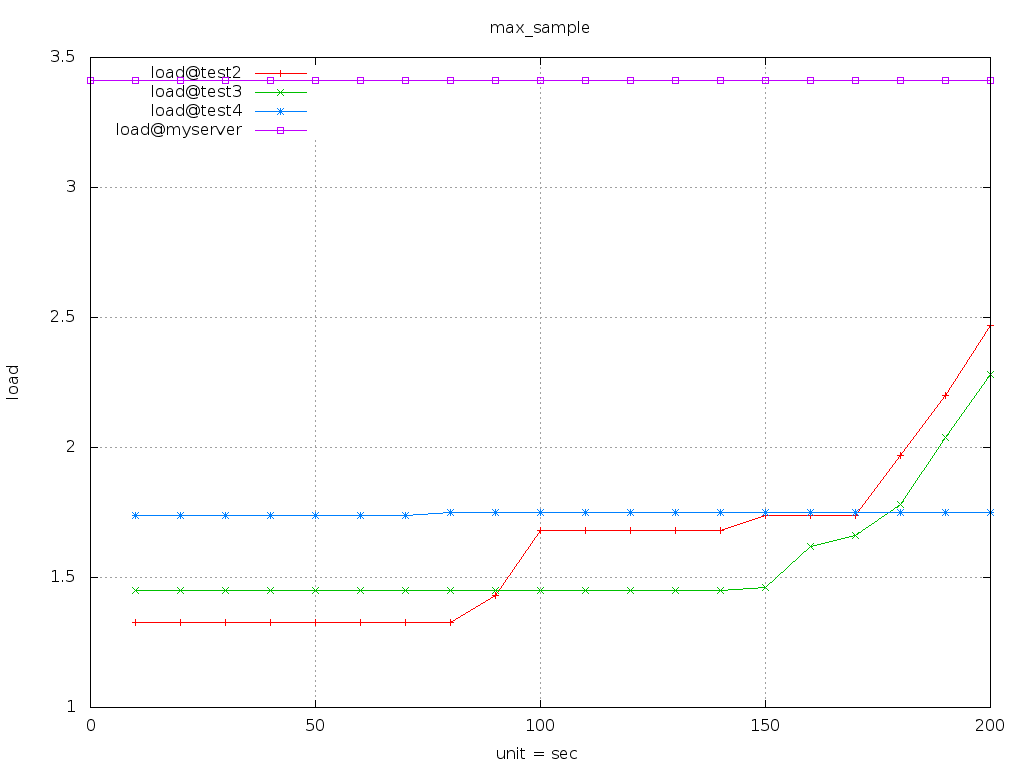 max_sample
3.5
3
2.5
2
1.5
1
load
load@test2
load@test3
load@test4
load@myserver
0 50 100 150 200
unit = sec